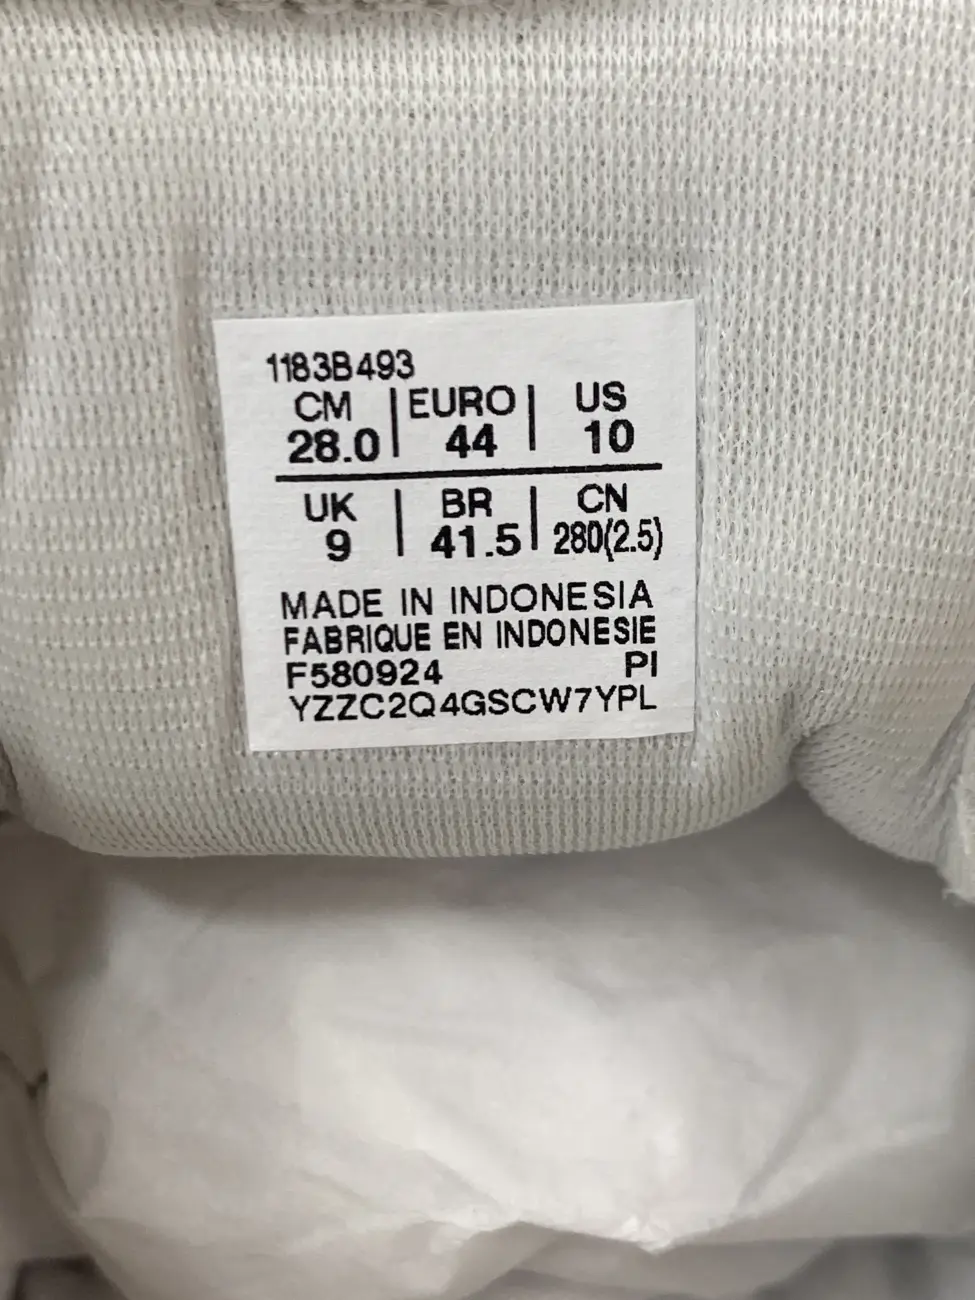 1183B493
CM | EURO | US
28.0 | 44 | 10
UK | BR | CN
9 | 41.5 | 280(2.5)
MADE IN INDONESIA
FABRIQUE EN INDONESIE
F580924 PI
YZZC2Q4GSCW7YPL